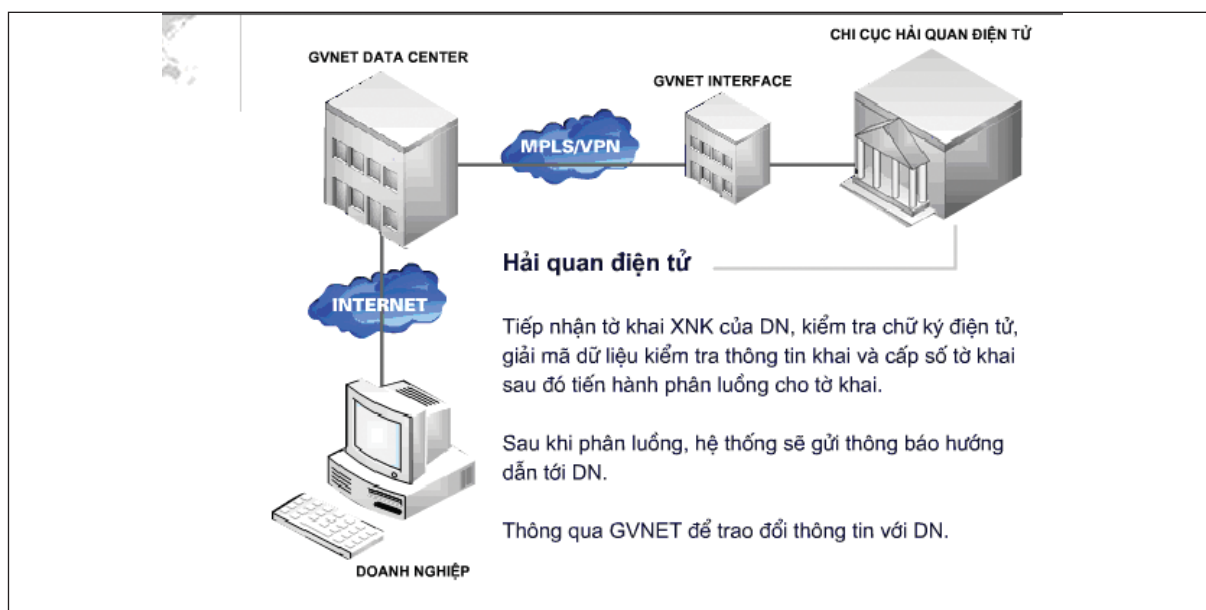 CHI CỤC HẢI QUAN ĐIỆN TỬ
GVNET DATA CENTER
GVNET INTERFACE
MPLS/VPN
Hải quan điện tử
INTERNET
Tiếp nhận tờ khai XNK của DN, kiểm tra chữ ký điện tử,
giải mã dữ liệu kiểm tra thông tin khai và cấp số tờ khai
sau đó tiến hành phân luồng cho tờ khai.
Sau khi phân luồng, hệ thống sẽ gửi thông báo hướng
dẫn tới DN.
Thông qua GVNET để trao đổi thông tin với DN.
DOANH NGHIỆP